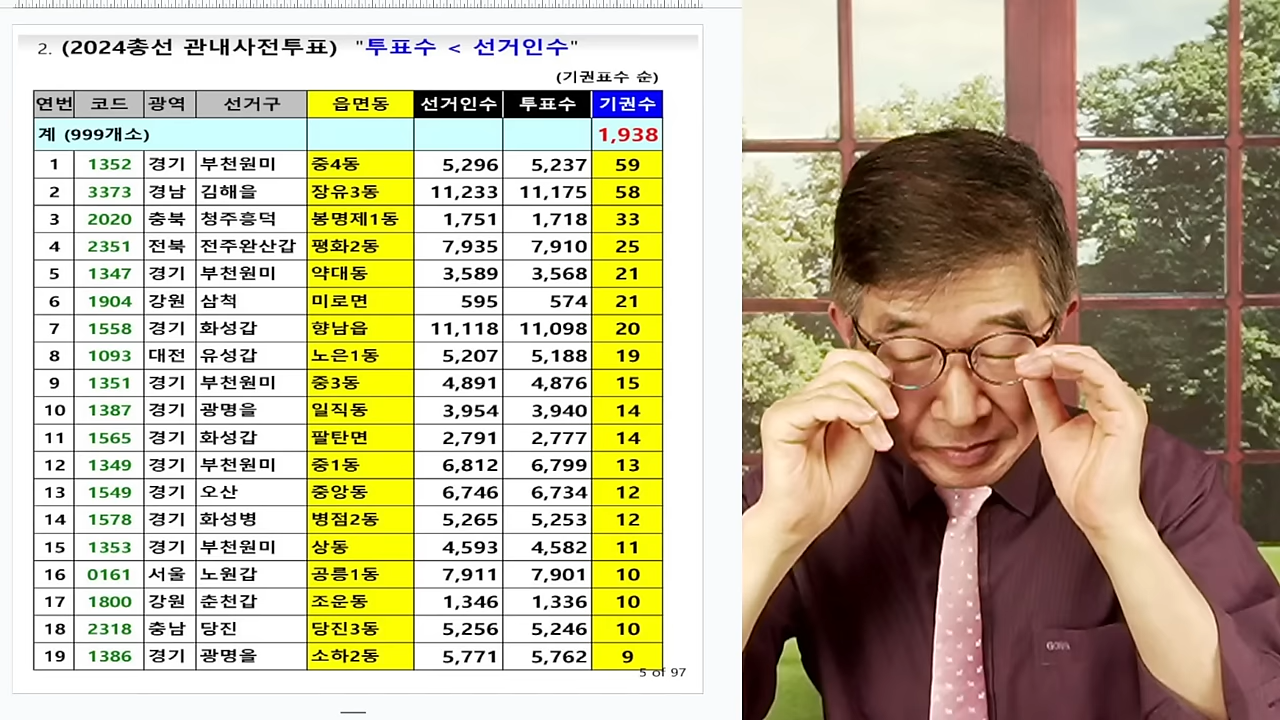 2. (2024총선 관내사전투표) "투표수 < 선거인수"
(기권표수 순)
연번 코드 광역 선거구 읍면동 선거인수 투표수 기권수
계 (999개소) 1,938
1 1352 경기 부천원미 중4동 5,296 5,237 59
2 3373 경남 김해을 장유3동 11,233 11,175 58
3 2020 충북 청주흥덕 봉명제1동 1,751 1,718 33
4 2351 전북 전주완산갑 평화2동 7,935 7,910 25
5 1347 경기 부천원미 약대동 3,589 3,568 21
6 1904 강원 삼척 미로면 595 574 21
7 1558 경기 화성갑 향남읍 11,118 11,098 20
8 1093 대전 유성갑 노은1동 5,207 5,188 19
9 1351 경기 부천원미 중3동 4,891 4,876 15
10 1387 경기 광명을 일직동 3,954 3,940 14
11 1565 경기 화성갑 팔탄면 2,791 2,777 14
12 1349 경기 부천원미 중1동 6,812 6,799 13
13 1549 경기 오산 중앙동 6,746 6,734 12
14 1578 경기 화성병 병점2동 5,265 5,253 12
15 1353 경기 부천원미 상동 4,593 4,582 11
16 0161 서울 노원갑 공릉1동 7,911 7,901 10
17 1800 강원 춘천갑 조운동 1,346 1,336 10
18 2318 충남 당진 당진3동 5,256 5,246 10
19 1386 경기 광명을 소하2동 5,771 5,762 9
5 of 97